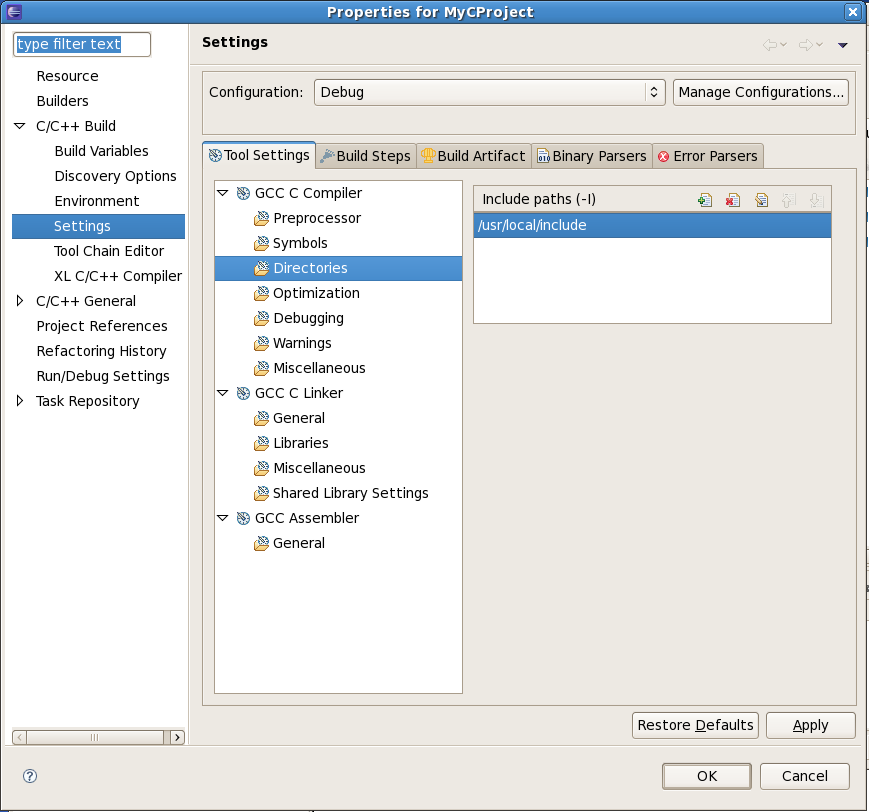 Properties for MyCProject
type filter text
Resource
Builders
C/C++ Build
Build Variables
Discovery Options
Environment
Settings
Tool Chain Editor
XL C/C++ Compiler
C/C++ General
Project References
Refactoring History
Run/Debug Settings
Task Repository
Settings
Configuration: Debug Manage Configurations...
Tool Settings Build Steps Build Artifact Binary Parsers Error Parsers
GCC C Compiler
Preprocessor
Symbols
Directories
Optimization
Debugging
Warnings
Miscellaneous
GCC C Linker
General
Libraries
Miscellaneous
Shared Library Settings
GCC Assembler
General
Include paths (-I)
/usr/local/include
Restore Defaults Apply
OK Cancel